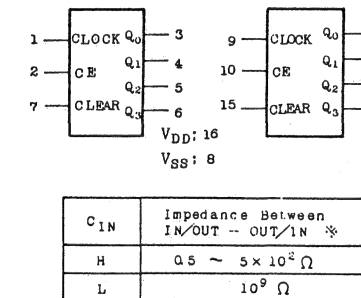 1 CLOCK Q0 3
2 CE Q1 4
Q2 5
7 CLEAR Q3 6
9 CLOCK Q0
10 CE Q1
Q2
15 CLEAR Q3
VDD: 16
VSS: 8
CIN Impedance Between
IN/OUT - OUT/IN ※
H 0.5 ~ 5×10² Ω
L 10⁹ Ω